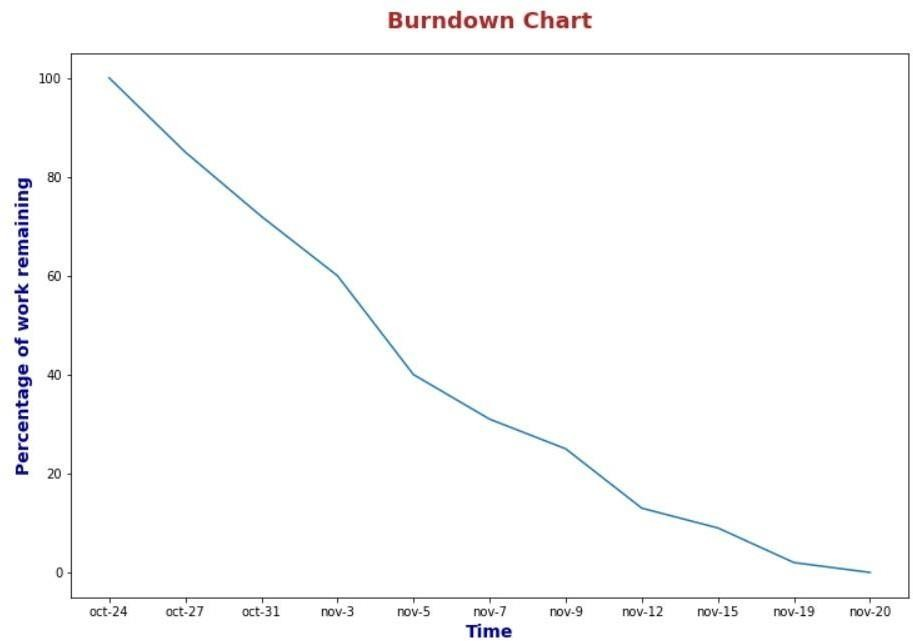 Burndown Chart
Percentage of work remaining
100
80
60
40
20
0
oct-24 oct-27 oct-31 nov-3 nov-5 nov-7 nov-9 nov-12 nov-15 nov-19 nov-20
Time